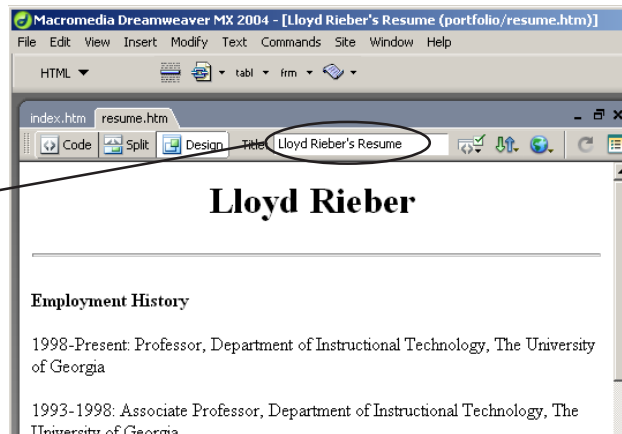 Macromedia Dreamweaver MX 2004 - [Lloyd Rieber's Resume (portfolio/resume.htm)]
File Edit View Insert Modify Text Commands Site Window Help
HTML tabl frm
index.htm resume.htm
Code Split Design Title: Lloyd Rieber's Resume
Lloyd Rieber
Employment History
1998-Present: Professor, Department of Instructional Technology, The University
of Georgia
1993-1998: Associate Professor, Department of Instructional Technology, The
University of Georgia